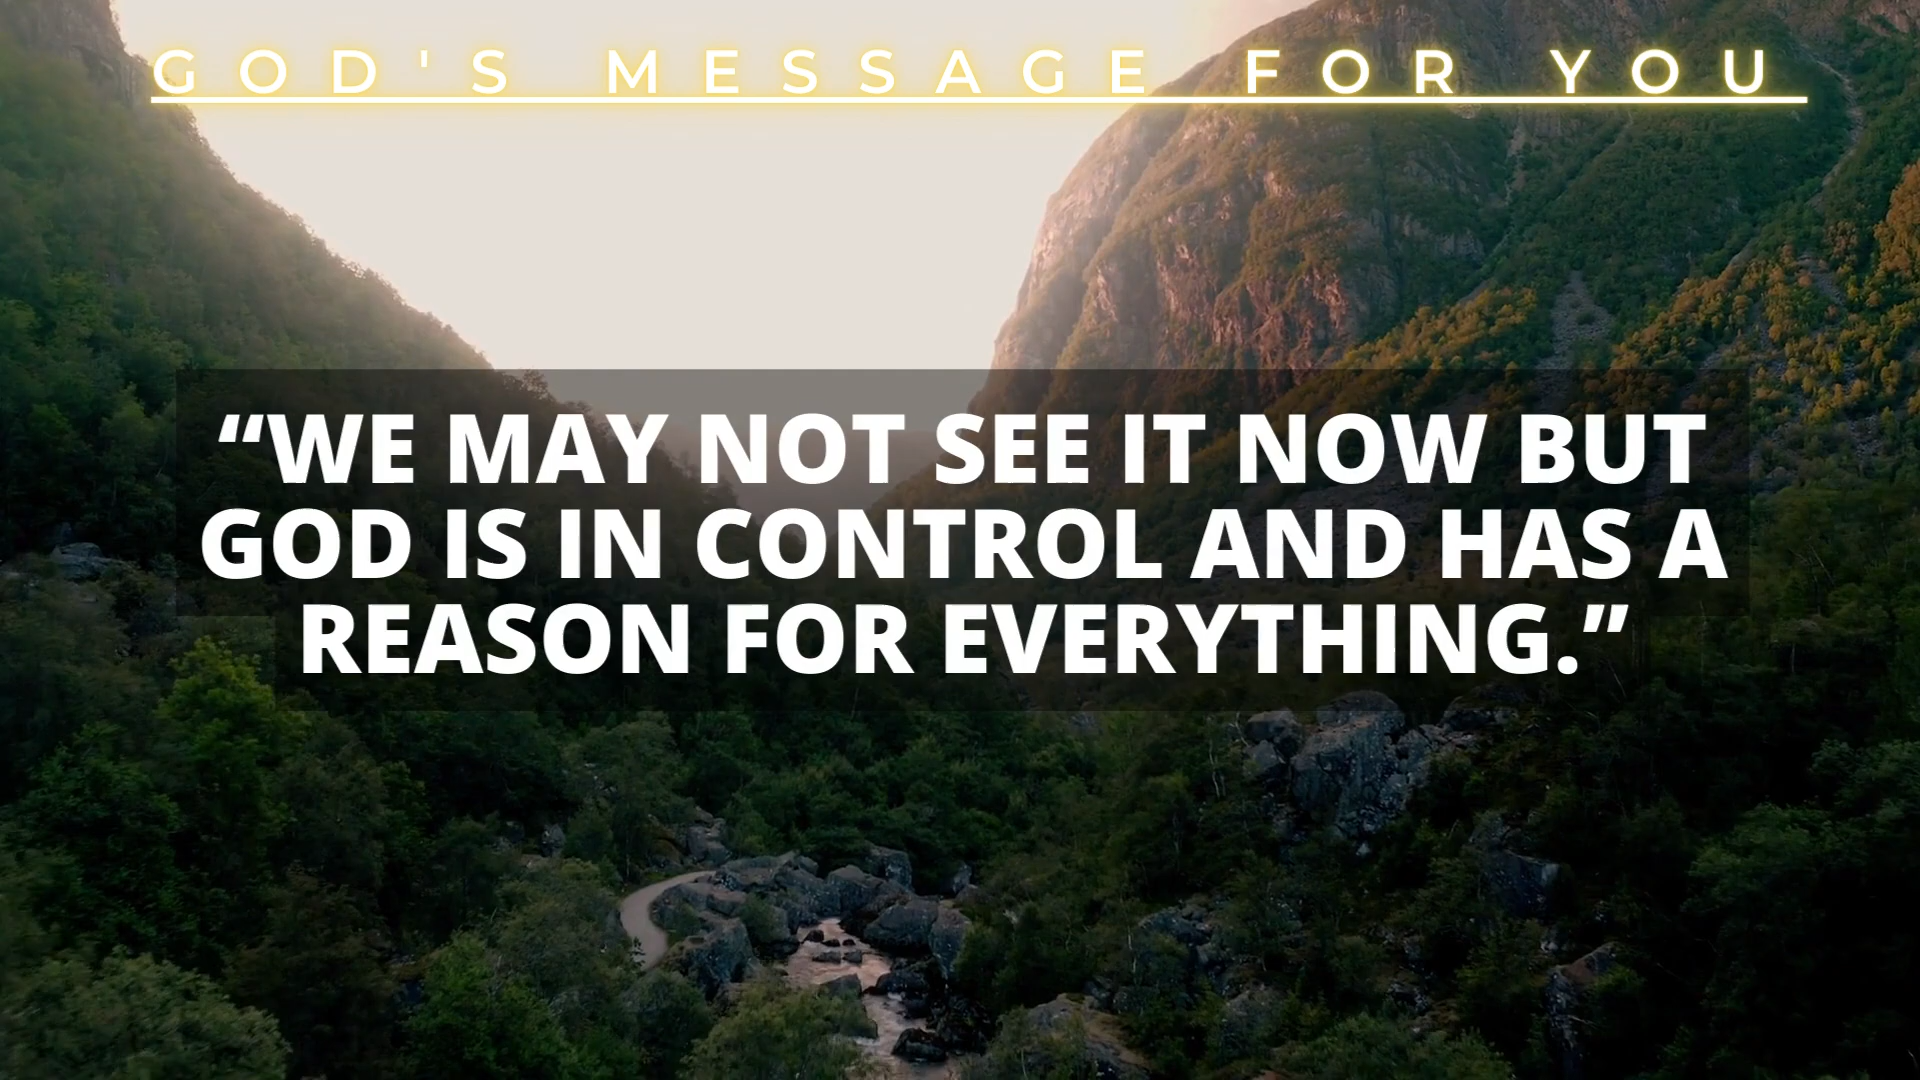 GOD'S MESSAGE FOR YOU
“WE MAY NOT SEE IT NOW BUT
GOD IS IN CONTROL AND HAS A
REASON FOR EVERYTHING.”